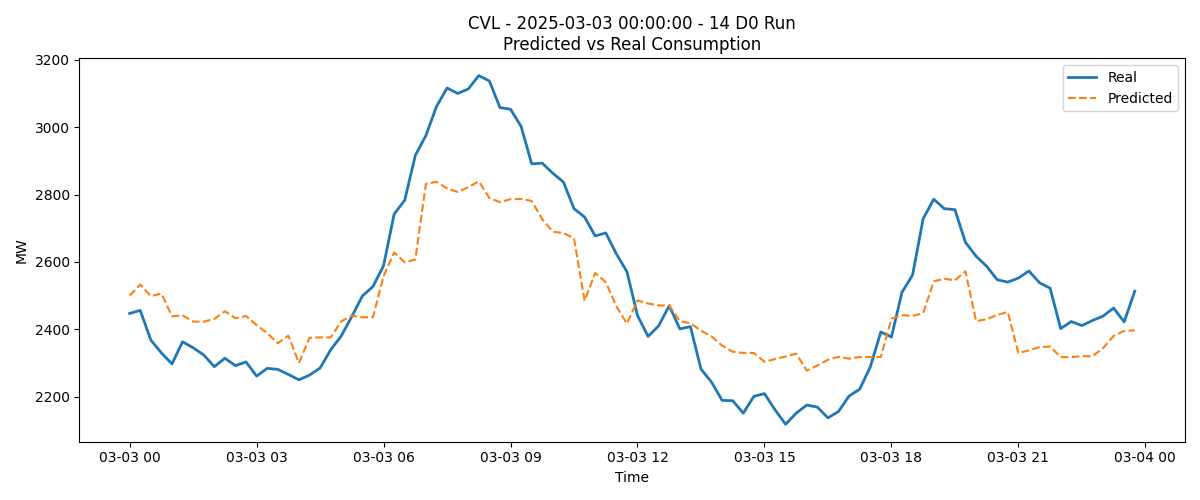 CVL - 2025-03-03 00:00:00 - 14 D0 Run
Predicted vs Real Consumption
Real
Predicted
3200
3000
2800
2600
2400
2200
MW
03-03 00
03-03 03
03-03 06
03-03 09
03-03 12
03-03 15
03-03 18
03-03 21
03-04 00
Time